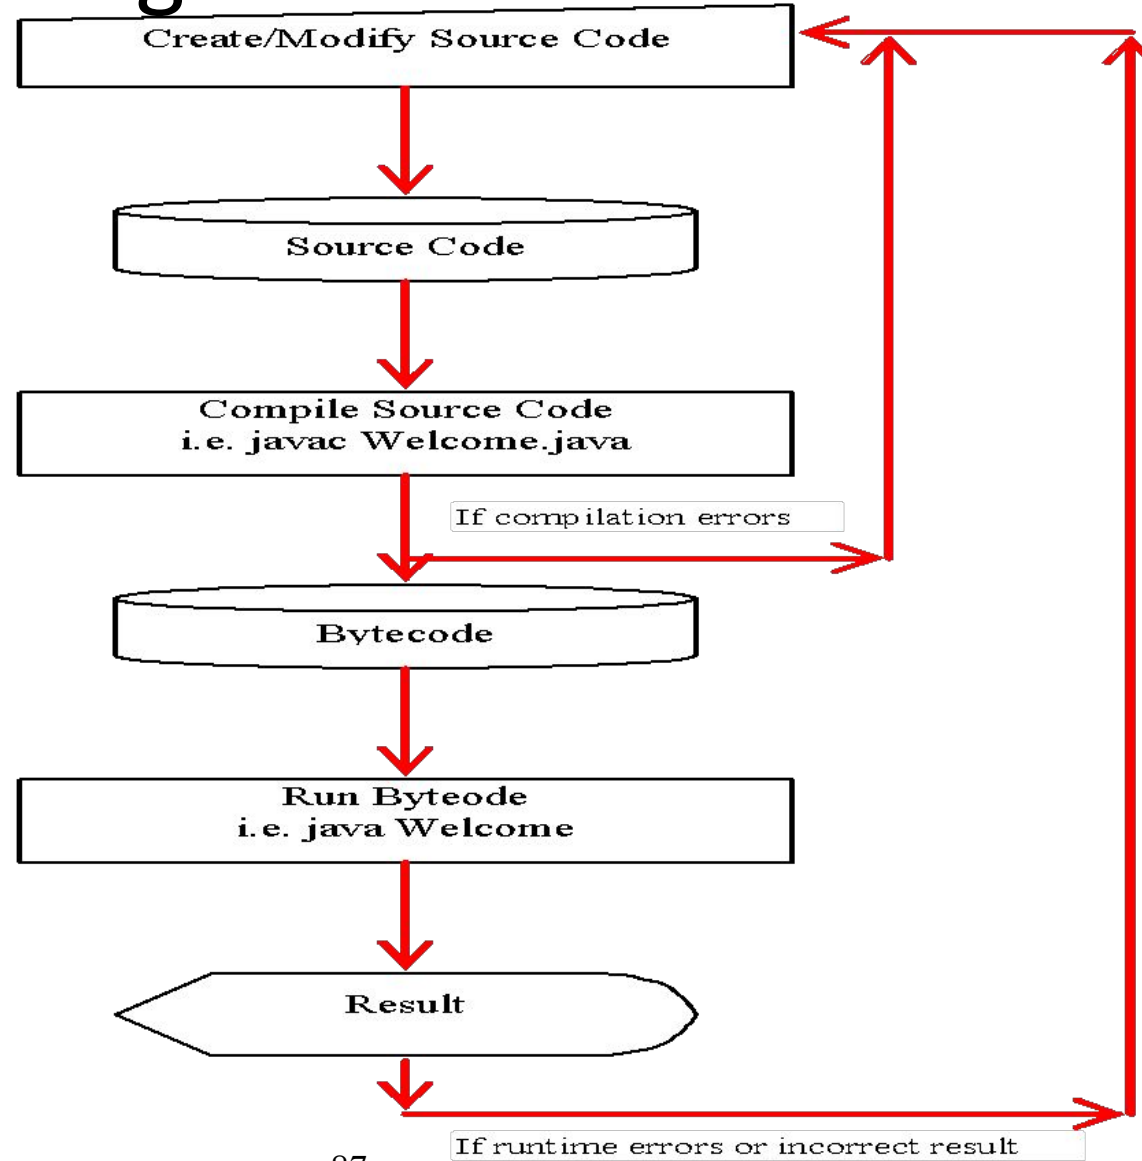 Create/Modify Source Code
Source Code
Compile Source Code
i.e. javac Welcome.java
If compilation errors
Bytecode
Run Byteode
i.e. java Welcome
Result
If runtime errors or incorrect result